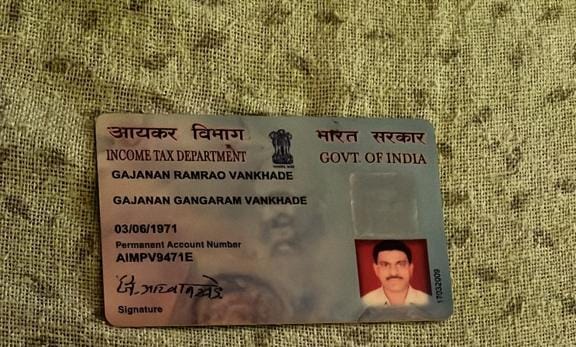 आयकर विभाग
INCOME TAX DEPARTMENT
भारत सरकार
GOVT. OF INDIA
GAJANAN RAMRAO VANKHADE
GAJANAN GANGARAM VANKHADE
03/06/1971
Permanent Account Number
AIMPV9471E
Signature
17032009